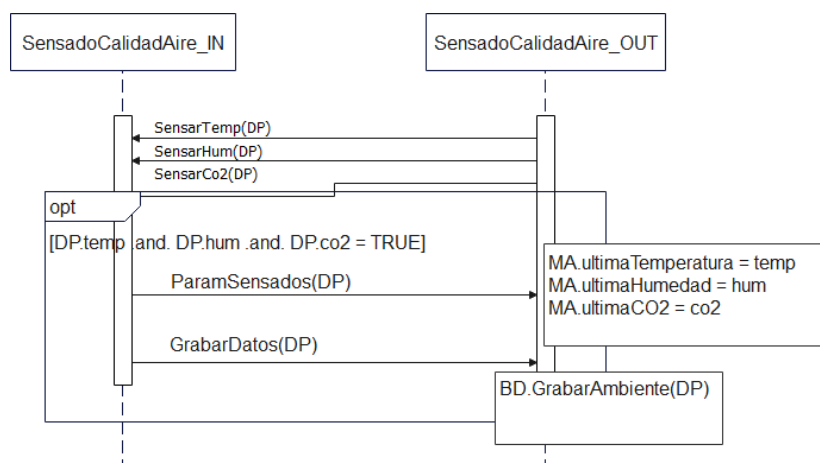 SensadoCalidadAire_IN
SensadoCalidadAire_OUT
SensarTemp(DP)
SensarHum(DP)
SensarCo2(DP)
opt
[DP.temp .and. DP.hum .and. DP.co2 = TRUE]
ParamSensados(DP)
MA.ultimaTemperatura = temp
MA.ultimaHumedad = hum
MA.ultimaCO2 = co2
GrabarDatos(DP)
BD.GrabarAmbiente(DP)